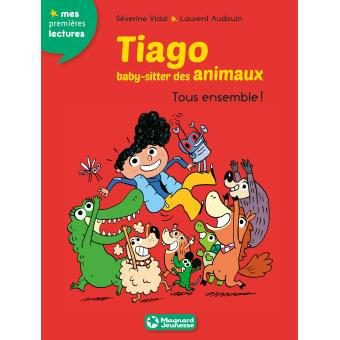 mes
premières
lectures
Séverine Vidal ★ Laurent Audouin
Tiago
baby-sitter des animaux
Tous ensemble !
Magnard
Jeunesse